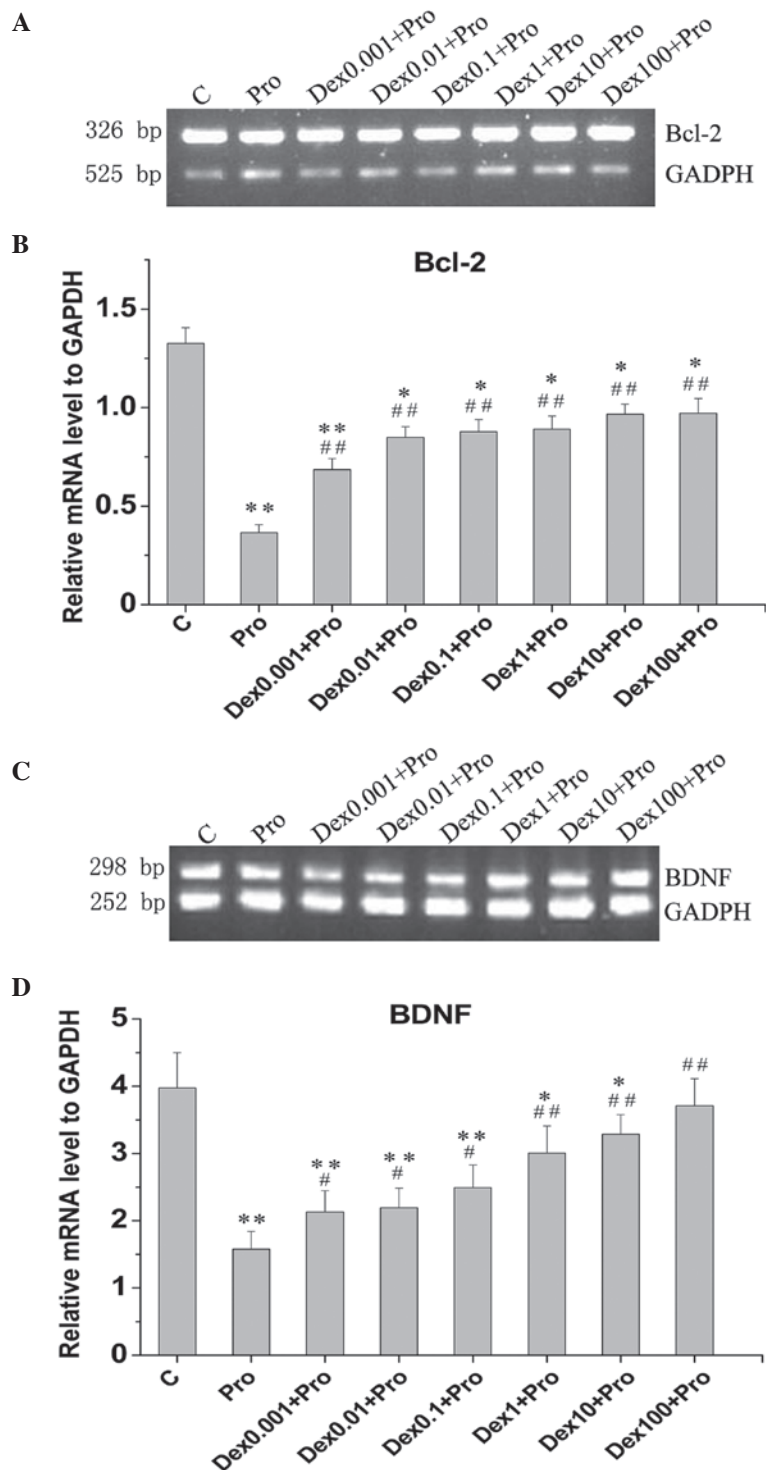 A
C Pro Dex0.001+Pro Dex0.01+Pro Dex0.1+Pro Dex1+Pro Dex10+Pro Dex100+Pro
326 bp Bcl-2
525 bp GADPH
B
Bcl-2
Relative mRNA level to GAPDH
1.5
1.0
0.5
0
**
**
##
*
##
*
##
*
##
*
##
*
##
C Pro Dex0.001+Pro Dex0.01+Pro Dex0.1+Pro Dex1+Pro Dex10+Pro Dex100+Pro
C
C Pro Dex0.001+Pro Dex0.01+Pro Dex0.1+Pro Dex1+Pro Dex10+Pro Dex100+Pro
298 bp BDNF
252 bp GADPH
D
BDNF
Relative mRNA level to GAPDH
5
4
3
2
1
0
**
**
#
**
#
**
#
*
##
*
##
##
C Pro Dex0.001+Pro Dex0.01+Pro Dex0.1+Pro Dex1+Pro Dex10+Pro Dex100+Pro